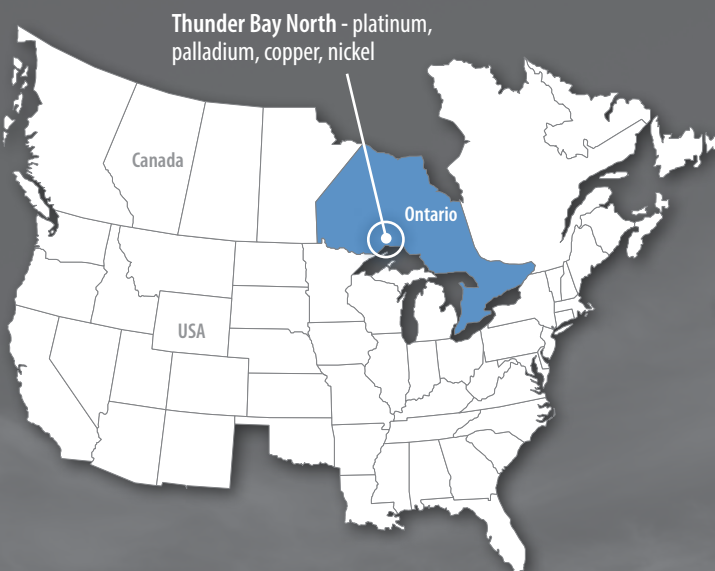 Thunder Bay North - platinum,
palladium, copper, nickel
Canada
Ontario
USA